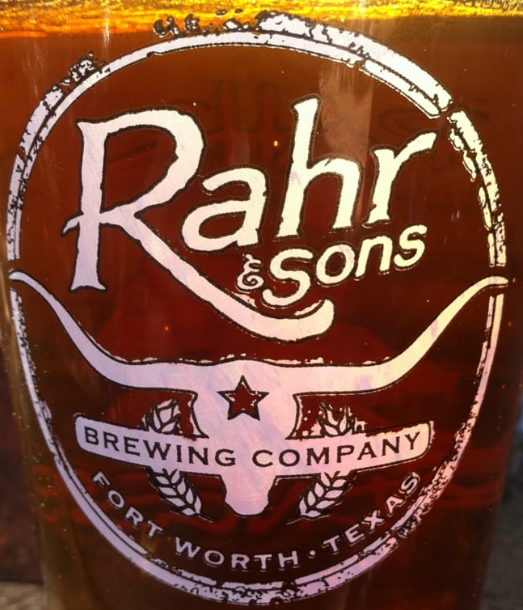 Rahr
& Sons
BREWING COMPANY
FORT WORTH · TEXAS